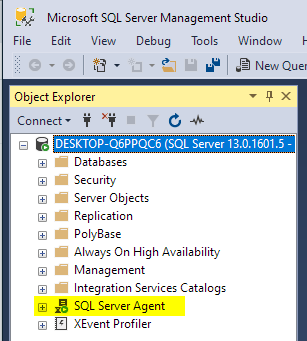 Microsoft SQL Server Management Studio
File Edit View Debug Tools Window H
New Quer
Object Explorer
Connect
DESKTOP-Q6PPQC6 (SQL Server 13.0.1601.5 -
Databases
Security
Server Objects
Replication
PolyBase
Always On High Availability
Management
Integration Services Catalogs
SQL Server Agent
XEvent Profiler